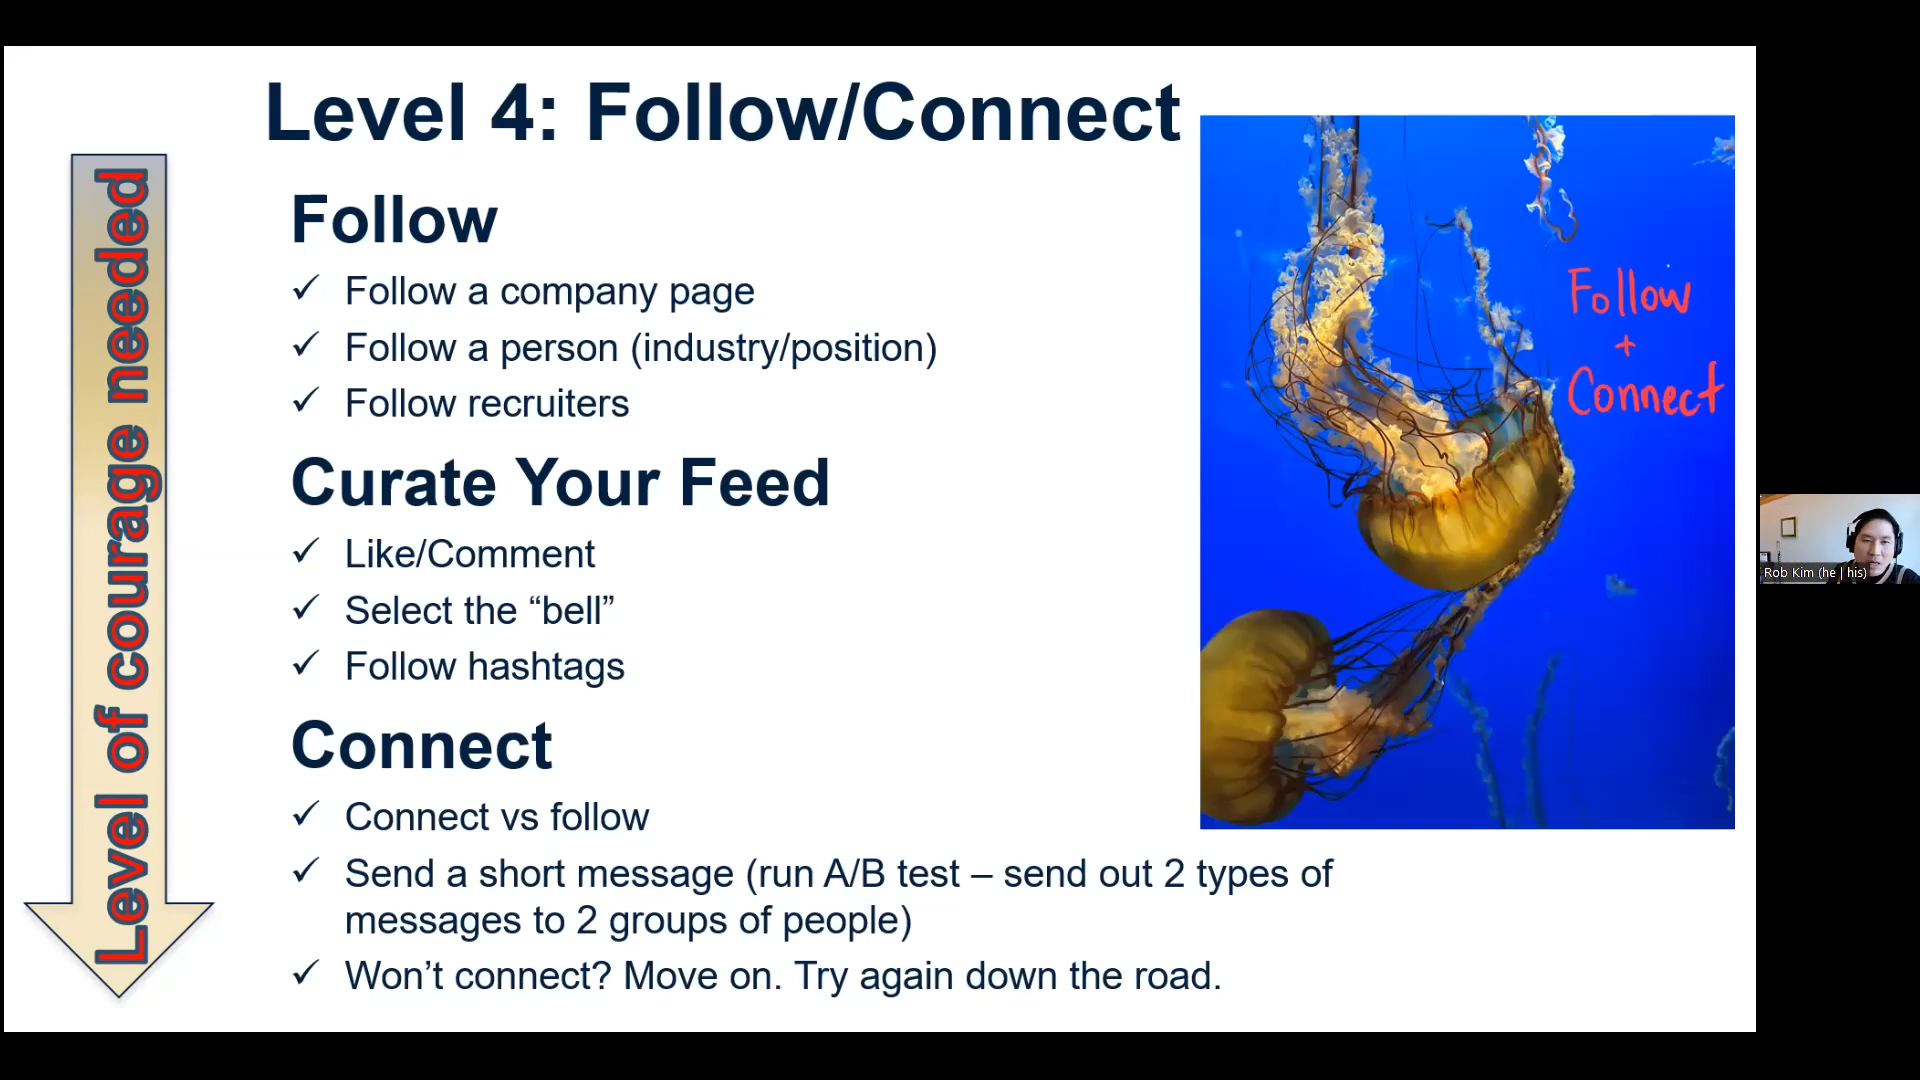 Level 4: Follow/Connect
Level of courage needed
Follow
✓ Follow a company page
✓ Follow a person (industry/position)
✓ Follow recruiters
Curate Your Feed
✓ Like/Comment
✓ Select the “bell”
✓ Follow hashtags
Connect
✓ Connect vs follow
✓ Send a short message (run A/B test – send out 2 types of
messages to 2 groups of people)
✓ Won’t connect? Move on. Try again down the road.
Follow
+
Connect
Rob Kim (he | his)